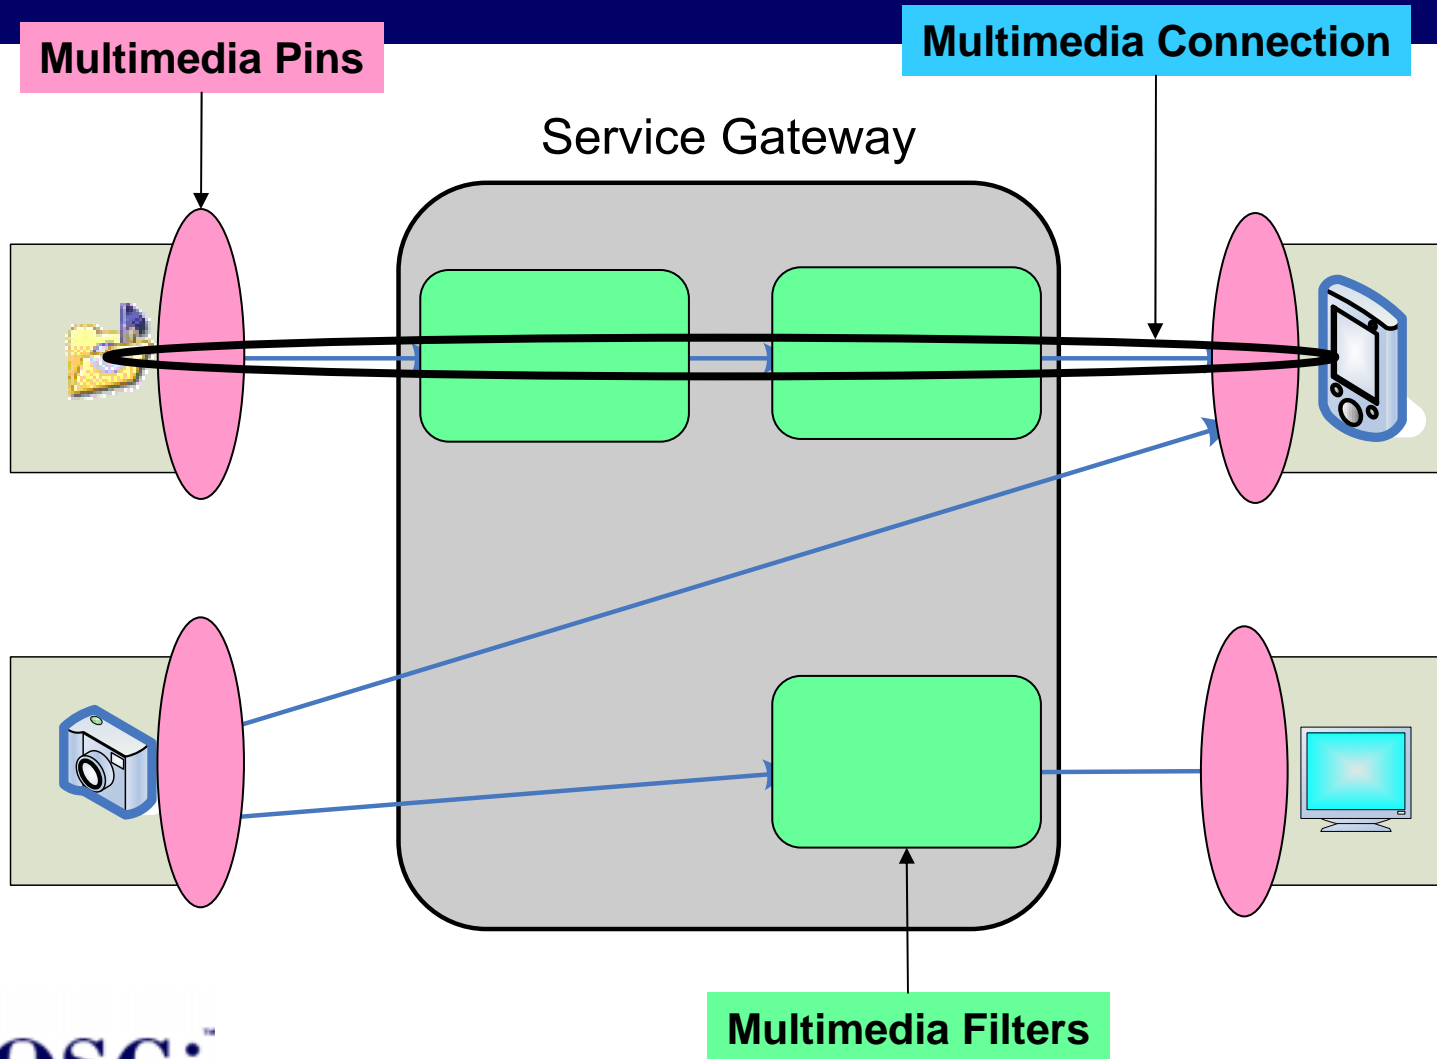 Multimedia Pins
Multimedia Connection
Service Gateway
Multimedia Filters